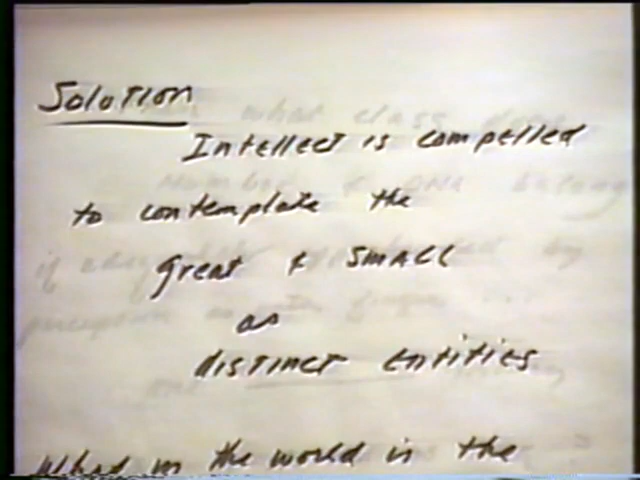 Solution
Intellect is compelled
to contemplate the
great & small
as
distinct entities
What in the world is the